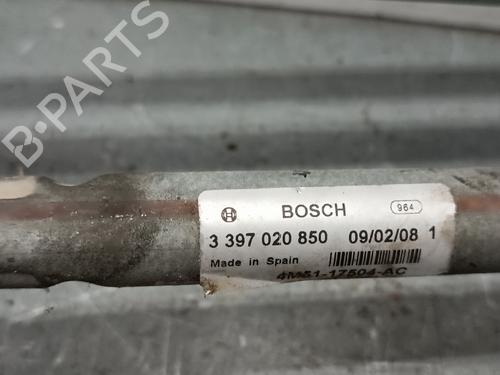 B-PARTS
BOSCH 964
3 397 020 850 09/02/08 1
Made in Spain
4M51-17504-AC